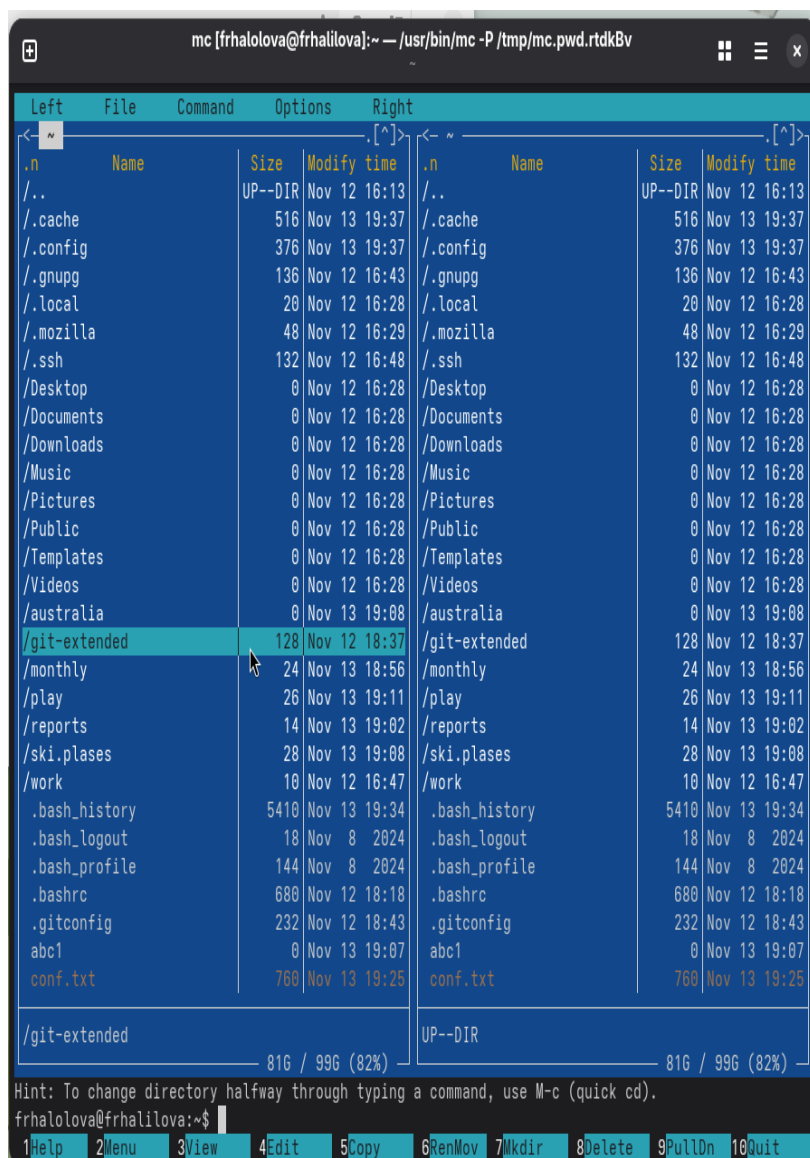 mc [frhalolova@frhalilova]:~ — /usr/bin/mc -P /tmp/mc.pwd.rtdkBv
~
Left File Command Options Right
<- ~ .[^]> <- ~ .[^]>
.n Name Size Modify time .n Name Size Modify time
/.. UP--DIR Nov 12 16:13 /.. UP--DIR Nov 12 16:13
/.cache 516 Nov 13 19:37 /.cache 516 Nov 13 19:37
/.config 376 Nov 13 19:37 /.config 376 Nov 13 19:37
/.gnupg 136 Nov 12 16:43 /.gnupg 136 Nov 12 16:43
/.local 20 Nov 12 16:28 /.local 20 Nov 12 16:28
/.mozilla 48 Nov 12 16:29 /.mozilla 48 Nov 12 16:29
/.ssh 132 Nov 12 16:48 /.ssh 132 Nov 12 16:48
/Desktop 0 Nov 12 16:28 /Desktop 0 Nov 12 16:28
/Documents 0 Nov 12 16:28 /Documents 0 Nov 12 16:28
/Downloads 0 Nov 12 16:28 /Downloads 0 Nov 12 16:28
/Music 0 Nov 12 16:28 /Music 0 Nov 12 16:28
/Pictures 0 Nov 12 16:28 /Pictures 0 Nov 12 16:28
/Public 0 Nov 12 16:28 /Public 0 Nov 12 16:28
/Templates 0 Nov 12 16:28 /Templates 0 Nov 12 16:28
/Videos 0 Nov 12 16:28 /Videos 0 Nov 12 16:28
/australia 0 Nov 13 19:08 /australia 0 Nov 13 19:08
/git-extended 128 Nov 12 18:37 /git-extended 128 Nov 12 18:37
/monthly 24 Nov 13 18:56 /monthly 24 Nov 13 18:56
/play 26 Nov 13 19:11 /play 26 Nov 13 19:11
/reports 14 Nov 13 19:02 /reports 14 Nov 13 19:02
/ski.plases 28 Nov 13 19:08 /ski.plases 28 Nov 13 19:08
/work 10 Nov 12 16:47 /work 10 Nov 12 16:47
.bash_history 5410 Nov 13 19:34 .bash_history 5410 Nov 13 19:34
.bash_logout 18 Nov 8 2024 .bash_logout 18 Nov 8 2024
.bash_profile 144 Nov 8 2024 .bash_profile 144 Nov 8 2024
.bashrc 680 Nov 12 18:18 .bashrc 680 Nov 12 18:18
.gitconfig 232 Nov 12 18:43 .gitconfig 232 Nov 12 18:43
abc1 0 Nov 13 19:07 abc1 0 Nov 13 19:07
conf.txt 760 Nov 13 19:25 conf.txt 760 Nov 13 19:25
/git-extended UP--DIR
81G / 99G (82%) 81G / 99G (82%)
Hint: To change directory halfway through typing a command, use M-c (quick cd).
frhalolova@frhalilova:~$
1Help 2Menu 3View 4Edit 5Copy 6RenMov 7Mkdir 8Delete 9PullDn 10Quit